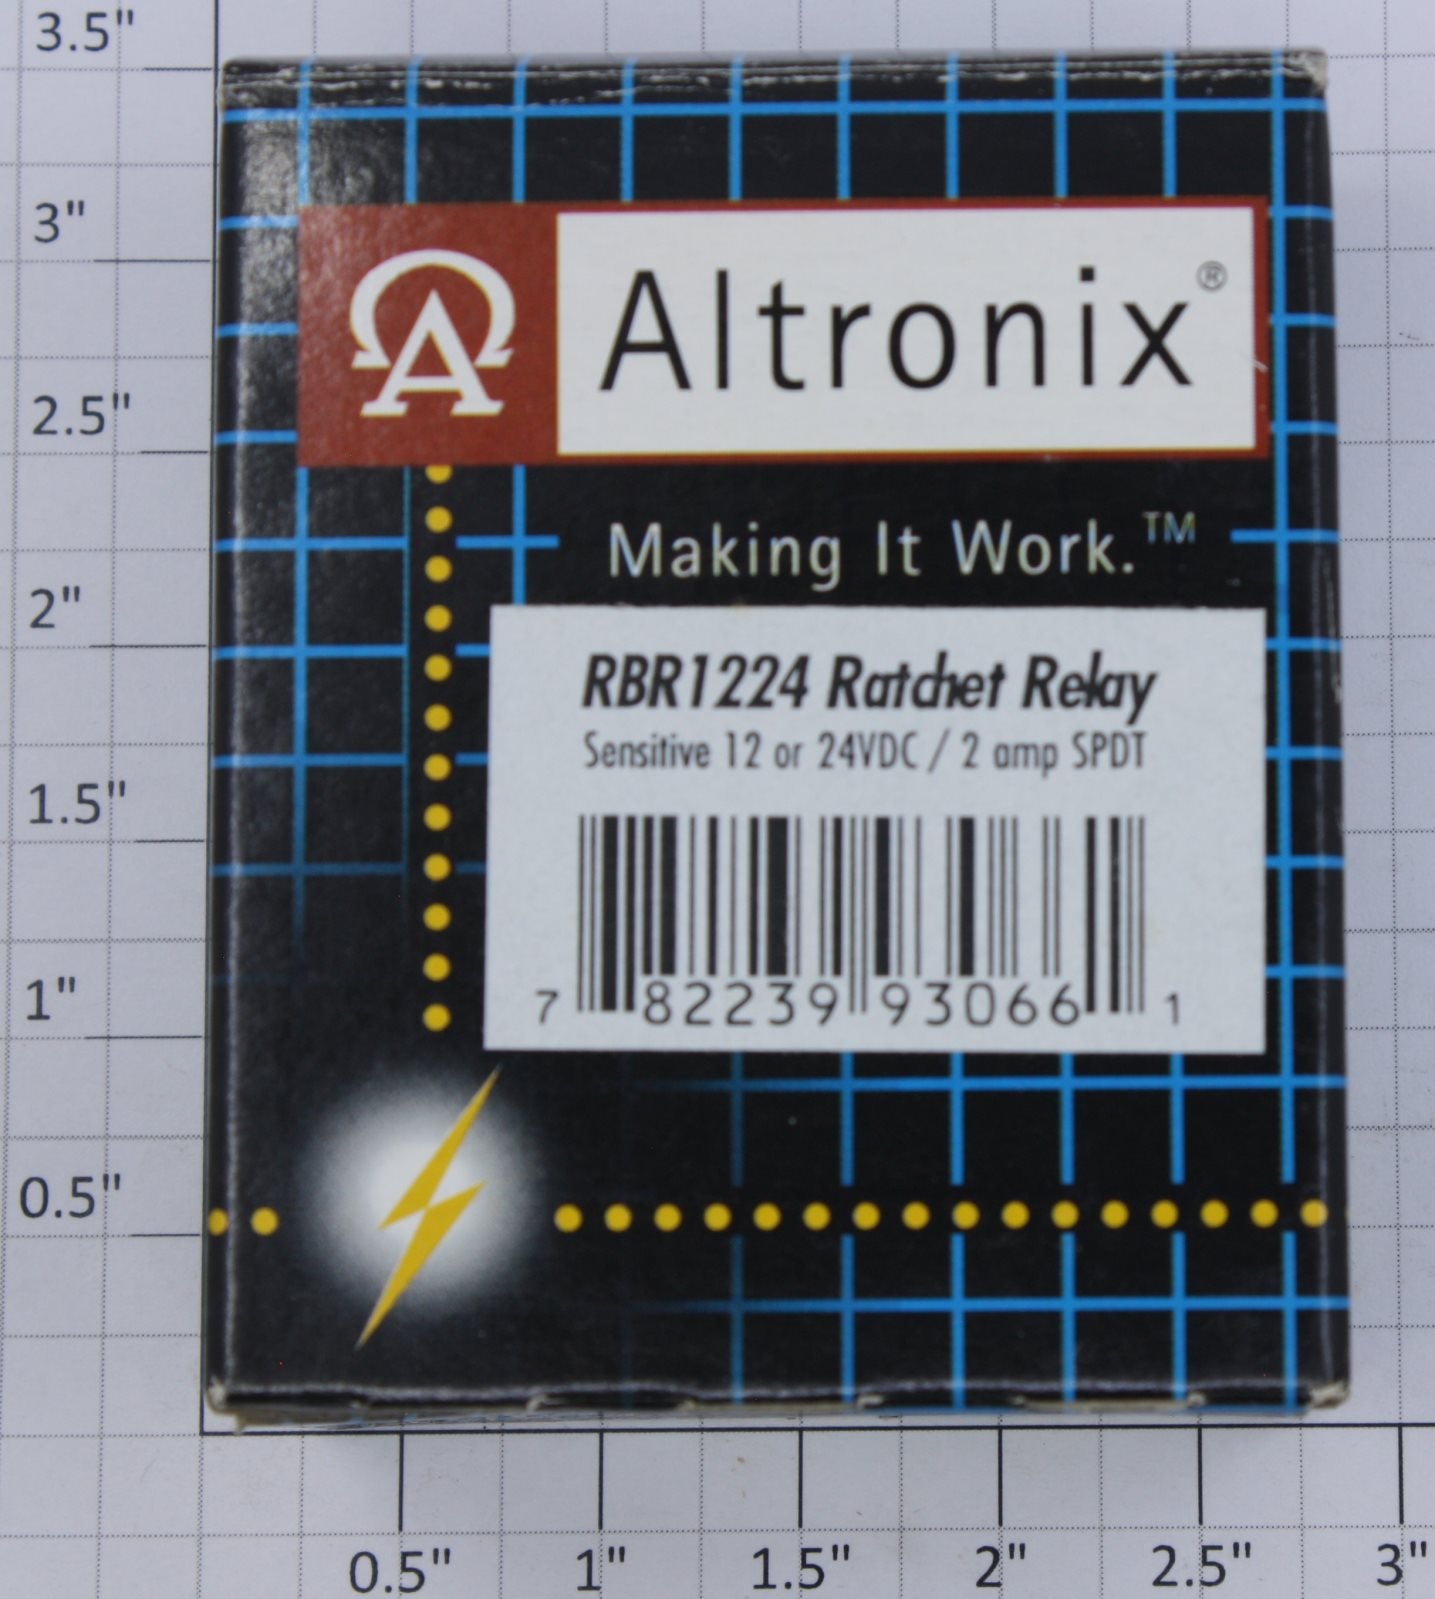 3.5"
3"
2.5"
2"
1.5"
1"
0.5"
ΩA
Altronix®
Making It Work.™
RBR1224 Ratchet Relay
Sensitive 12 or 24VDC / 2 amp SPDT
7 82239 93066 1
0.5" 1" 1.5" 2" 2.5" 3"